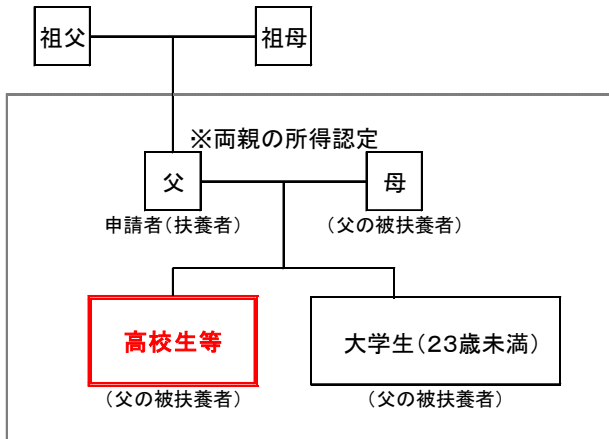 祖父
祖母
※両親の所得認定
父
母
申請者（扶養者）
（父の被扶養者）
高校生等
大学生（２３歳未満）
（父の被扶養者）
（父の被扶養者）